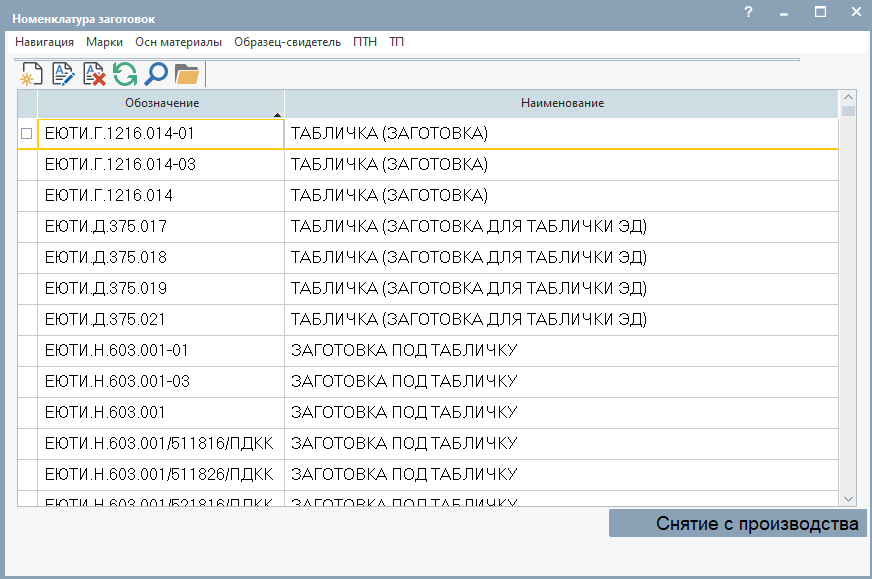 Номенклатура заготовок ?
Навигация Марки Осн материалы Образец-свидетель ПТН ТП
Обозначение Наименование
ЕЮТИ.Г.1216.014-01 ТАБЛИЧКА (ЗАГОТОВКА)
ЕЮТИ.Г.1216.014-03 ТАБЛИЧКА (ЗАГОТОВКА)
ЕЮТИ.Г.1216.014 ТАБЛИЧКА (ЗАГОТОВКА)
ЕЮТИ.Д.375.017 ТАБЛИЧКА (ЗАГОТОВКА ДЛЯ ТАБЛИЧКИ ЭД)
ЕЮТИ.Д.375.018 ТАБЛИЧКА (ЗАГОТОВКА ДЛЯ ТАБЛИЧКИ ЭД)
ЕЮТИ.Д.375.019 ТАБЛИЧКА (ЗАГОТОВКА ДЛЯ ТАБЛИЧКИ ЭД)
ЕЮТИ.Д.375.021 ТАБЛИЧКА (ЗАГОТОВКА ДЛЯ ТАБЛИЧКИ ЭД)
ЕЮТИ.Н.603.001-01 ЗАГОТОВКА ПОД ТАБЛИЧКУ
ЕЮТИ.Н.603.001-03 ЗАГОТОВКА ПОД ТАБЛИЧКУ
ЕЮТИ.Н.603.001 ЗАГОТОВКА ПОД ТАБЛИЧКУ
ЕЮТИ.Н.603.001/511816/ПДКК ЗАГОТОВКА ПОД ТАБЛИЧКУ
ЕЮТИ.Н.603.001/511826/ПДКК ЗАГОТОВКА ПОД ТАБЛИЧКУ
ЕЮТИ.Н.603.001/521816/ПДКК ЗАГОТОВКА ПОД ТАБЛИЧКУ
Снятие с производства